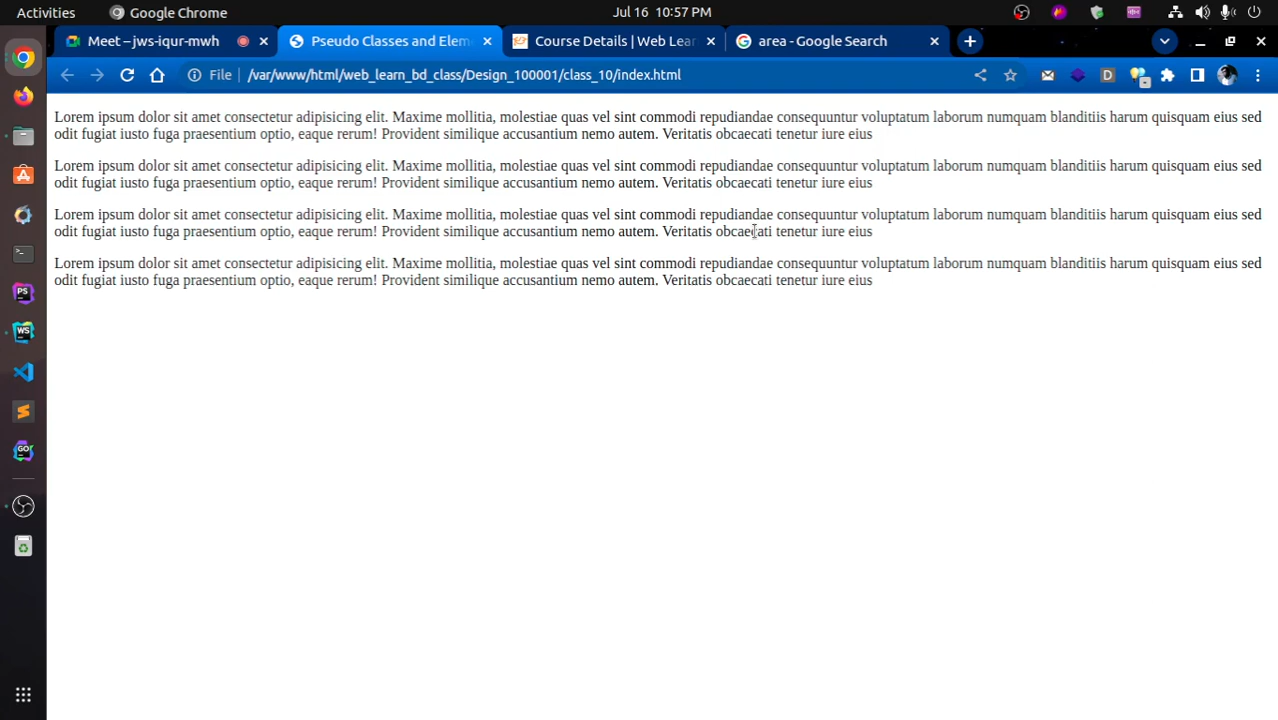 Activities Google Chrome Jul 16 10:57 PM
Meet – jws-iqur-mwh Pseudo Classes and Elem Course Details | Web Lear area - Google Search
File /var/www/html/web_learn_bd_class/Design_100001/class_10/index.html
Lorem ipsum dolor sit amet consectetur adipisicing elit. Maxime mollitia, molestiae quas vel sint commodi repudiandae consequuntur voluptatum laborum numquam blanditiis harum quisquam eius sed
odit fugiat iusto fuga praesentium optio, eaque rerum! Provident similique accusantium nemo autem. Veritatis obcaecati tenetur iure eius
Lorem ipsum dolor sit amet consectetur adipisicing elit. Maxime mollitia, molestiae quas vel sint commodi repudiandae consequuntur voluptatum laborum numquam blanditiis harum quisquam eius sed
odit fugiat iusto fuga praesentium optio, eaque rerum! Provident similique accusantium nemo autem. Veritatis obcaecati tenetur iure eius
Lorem ipsum dolor sit amet consectetur adipisicing elit. Maxime mollitia, molestiae quas vel sint commodi repudiandae consequuntur voluptatum laborum numquam blanditiis harum quisquam eius sed
odit fugiat iusto fuga praesentium optio, eaque rerum! Provident similique accusantium nemo autem. Veritatis obcaecati tenetur iure eius
Lorem ipsum dolor sit amet consectetur adipisicing elit. Maxime mollitia, molestiae quas vel sint commodi repudiandae consequuntur voluptatum laborum numquam blanditiis harum quisquam eius sed
odit fugiat iusto fuga praesentium optio, eaque rerum! Provident similique accusantium nemo autem. Veritatis obcaecati tenetur iure eius
PS
WS
GO